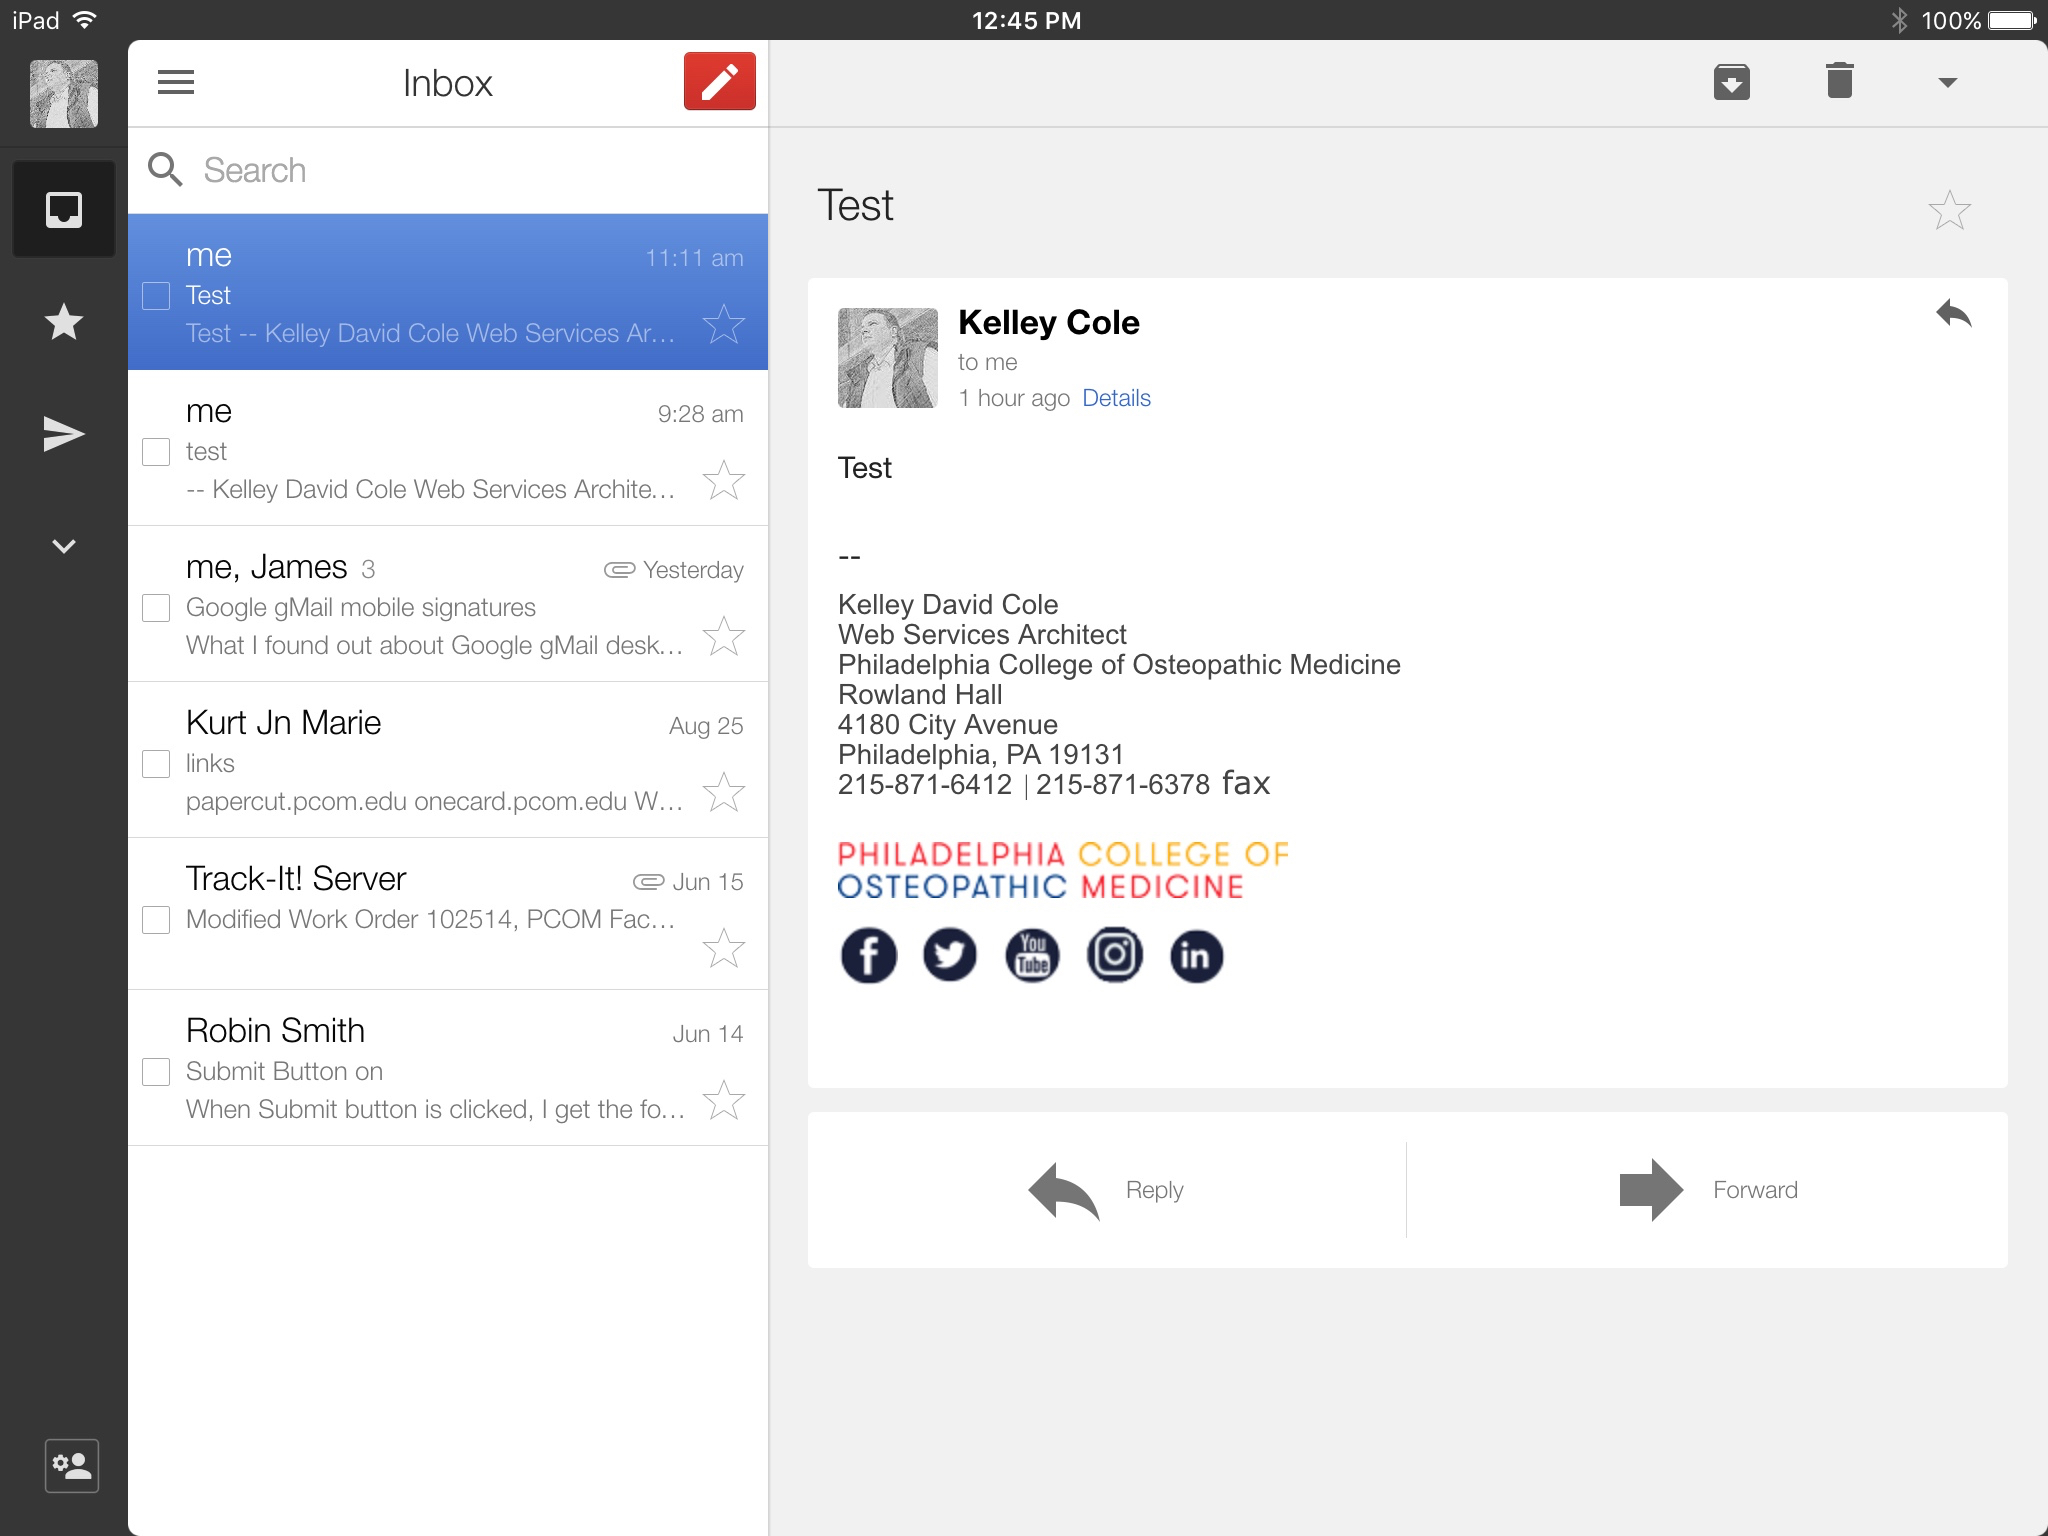 iPad 12:45 PM 100%
Inbox
Search
me 11:11 am
Test
Test -- Kelley David Cole Web Services Ar...
me 9:28 am
test
-- Kelley David Cole Web Services Archite...
me, James 3 Yesterday
Google gMail mobile signatures
What I found out about Google gMail desk...
Kurt Jn Marie Aug 25
links
papercut.pcom.edu onecard.pcom.edu W...
Track-It! Server Jun 15
Modified Work Order 102514, PCOM Fac...
Robin Smith Jun 14
Submit Button on
When Submit button is clicked, I get the fo...
Test
Kelley Cole
to me
1 hour ago Details
Test
--
Kelley David Cole
Web Services Architect
Philadelphia College of Osteopathic Medicine
Rowland Hall
4180 City Avenue
Philadelphia, PA 19131
215-871-6412 | 215-871-6378 fax
PHILADELPHIA COLLEGE OF
OSTEOPATHIC MEDICINE
f You Tube in
Reply Forward